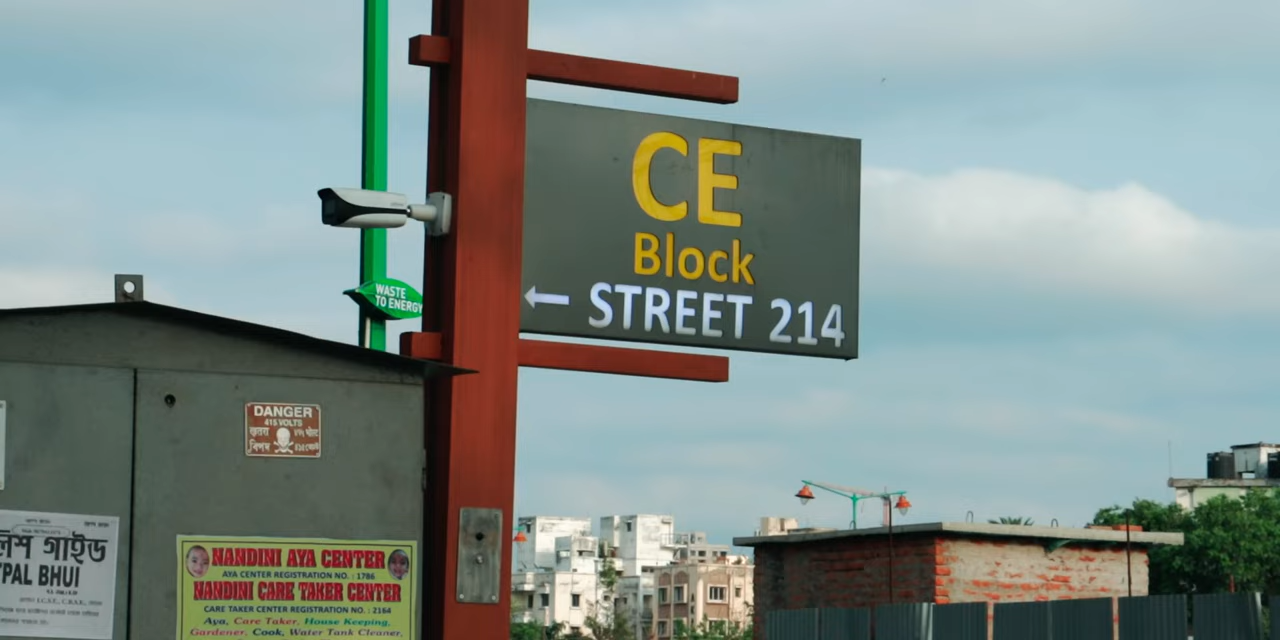 CE
Block
← STREET 214
WASTE
TO ENERGY
DANGER
415 VOLTS
खतरा
বিপদ
গাইড
PAL BHUI
NANDINI AYA CENTER
AYA CENTER REGISTRATION NO. : 1786
NANDINI CARE TAKER CENTER
CARE TAKER CENTER REGISTRATION NO. : 2164
Aya, Care Taker, House Keeping,
Gardener, Cook, Water Tank Cleaner,